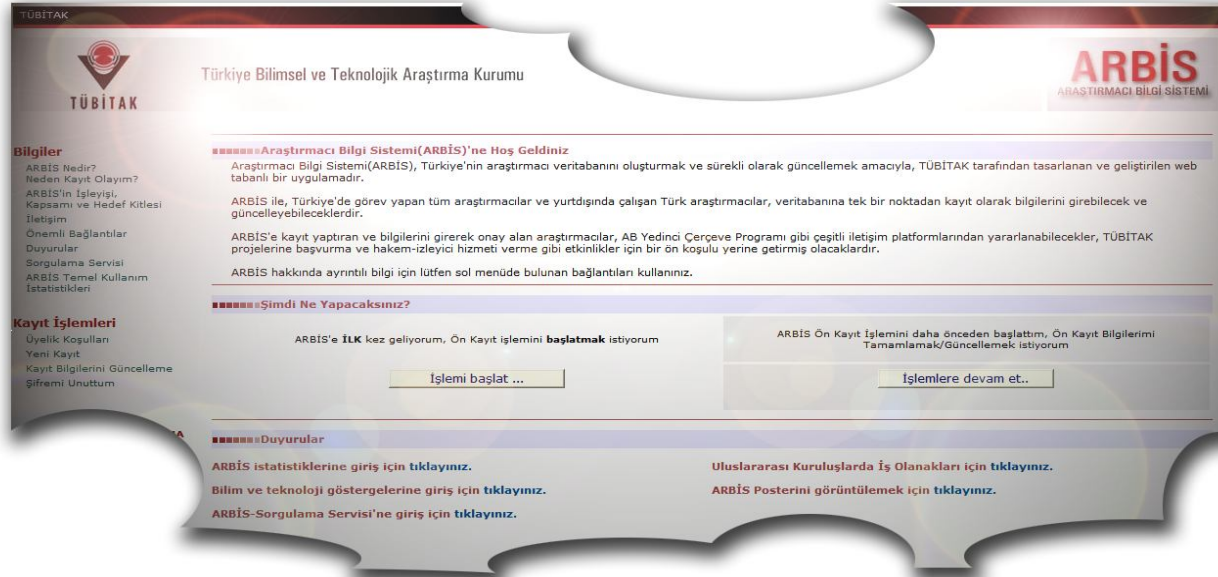 TÜBİTAK
TÜBİTAK
Türkiye Bilimsel ve Teknolojik Araştırma Kurumu
ARBİS
ARAŞTIRMACI BİLGİ SİSTEMİ
Bilgiler
ARBİS Nedir?
Neden Kayıt Olayım?
ARBİS'in İşleyişi,
Kapsamı ve Hedef Kitlesi
İletişim
Önemli Bağlantılar
Duyurular
Sorgulama Servisi
ARBİS Temel Kullanım
İstatistikleri
Kayıt İşlemleri
Üyelik Koşulları
Yeni Kayıt
Kayıt Bilgilerini Güncelleme
Şifremi Unuttum
Araştırmacı Bilgi Sistemi(ARBİS)'ne Hoş Geldiniz
Araştırmacı Bilgi Sistemi(ARBİS), Türkiye'nin araştırmacı veritabanını oluşturmak ve sürekli olarak güncellemek amacıyla, TÜBİTAK tarafından tasarlanan ve geliştirilen web
tabanlı bir uygulamadır.
ARBİS ile, Türkiye'de görev yapan tüm araştırmacılar ve yurtdışında çalışan Türk araştırmacılar, veritabanına tek bir noktadan kayıt olarak bilgilerini girebilecek ve
güncelleyebileceklerdir.
ARBİS'e kayıt yaptıran ve bilgilerini girerek onay alan araştırmacılar, AB Yedinci Çerçeve Programı gibi çeşitli iletişim platformlarından yararlanabilecekler, TÜBİTAK
projelerine başvurma ve hakem-izleyici hizmeti verme gibi etkinlikler için bir ön koşulu yerine getirmiş olacaklardır.
ARBİS hakkında ayrıntılı bilgi için lütfen sol menüde bulunan bağlantıları kullanınız.
Şimdi Ne Yapacaksınız?
ARBİS'e İLK kez geliyorum, Ön Kayıt işlemini başlatmak istiyorum
İşlemi başlat ...
ARBİS Ön Kayıt İşlemini daha önceden başlattım, Ön Kayıt Bilgilerimi
Tamamlamak/Güncellemek istiyorum
İşlemlere devam et..
Duyurular
ARBİS istatistiklerine giriş için tıklayınız.
Bilim ve teknoloji göstergelerine giriş için tıklayınız.
ARBİS-Sorgulama Servisi'ne giriş için tıklayınız.
Uluslararası Kuruluşlarda İş Olanakları için tıklayınız.
ARBİS Posterini görüntülemek için tıklayınız.